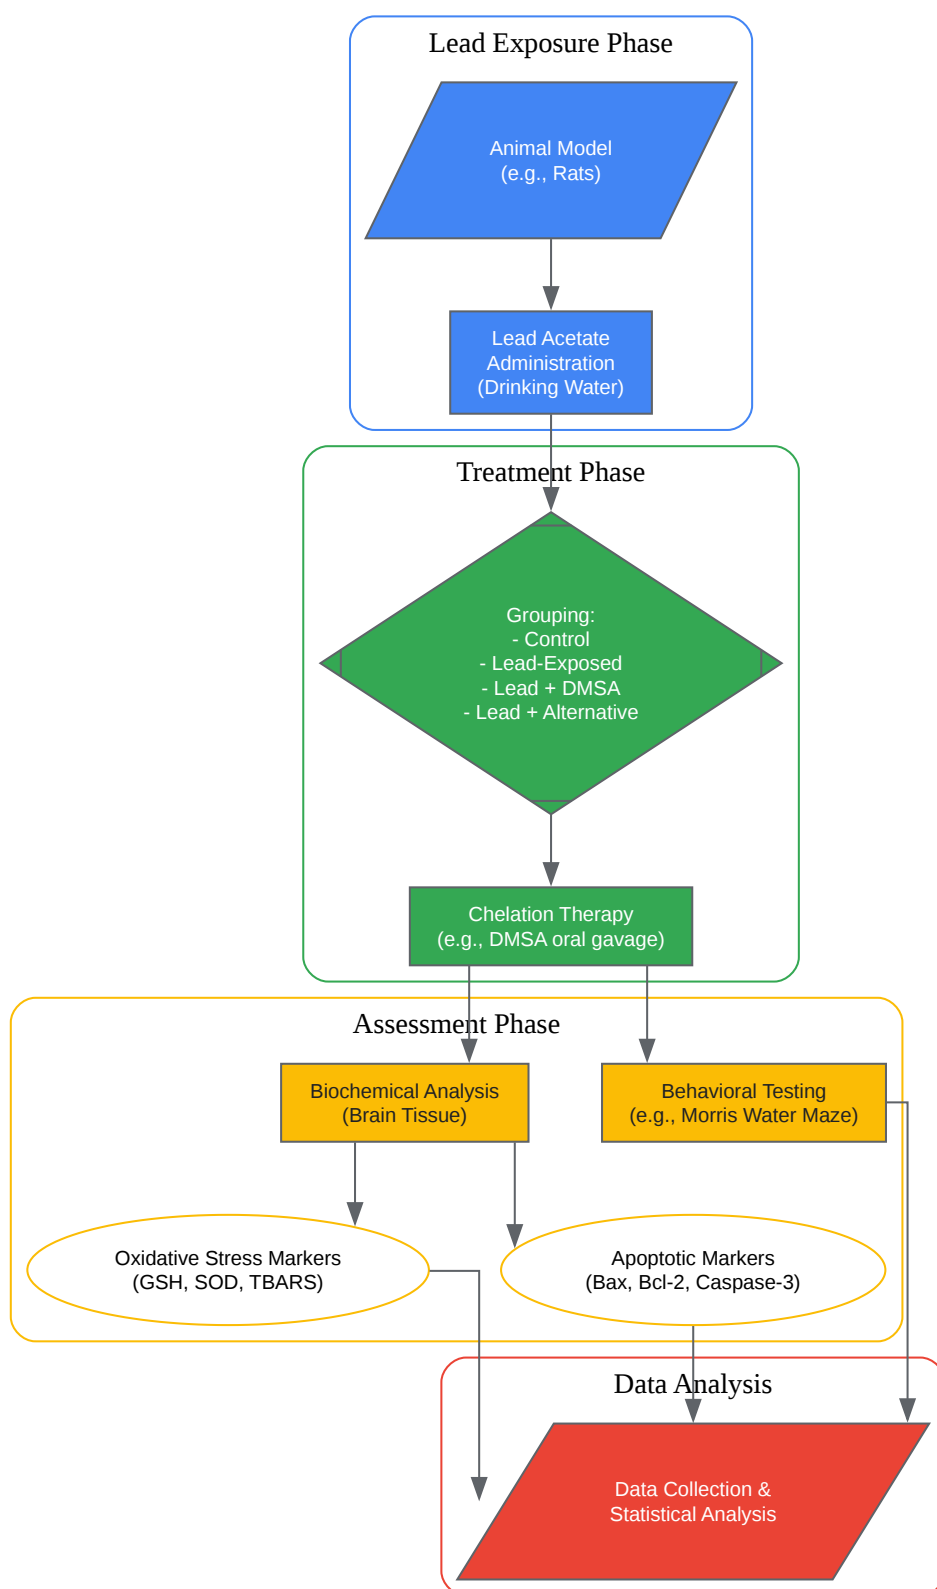 Lead Exposure Phase
Animal Model
(e.g., Rats)
Lead Acetate
Administration
(Drinking Water)
Treatment Phase
Grouping:
- Control
- Lead-Exposed
- Lead + DMSA
- Lead + Alternative
Chelation Therapy
(e.g., DMSA oral gavage)
Assessment Phase
Biochemical Analysis
(Brain Tissue)
Behavioral Testing
(e.g., Morris Water Maze)
Oxidative Stress Markers
(GSH, SOD, TBARS)
Apoptotic Markers
(Bax, Bcl-2, Caspase-3)
Data Analysis
Data Collection &
Statistical Analysis